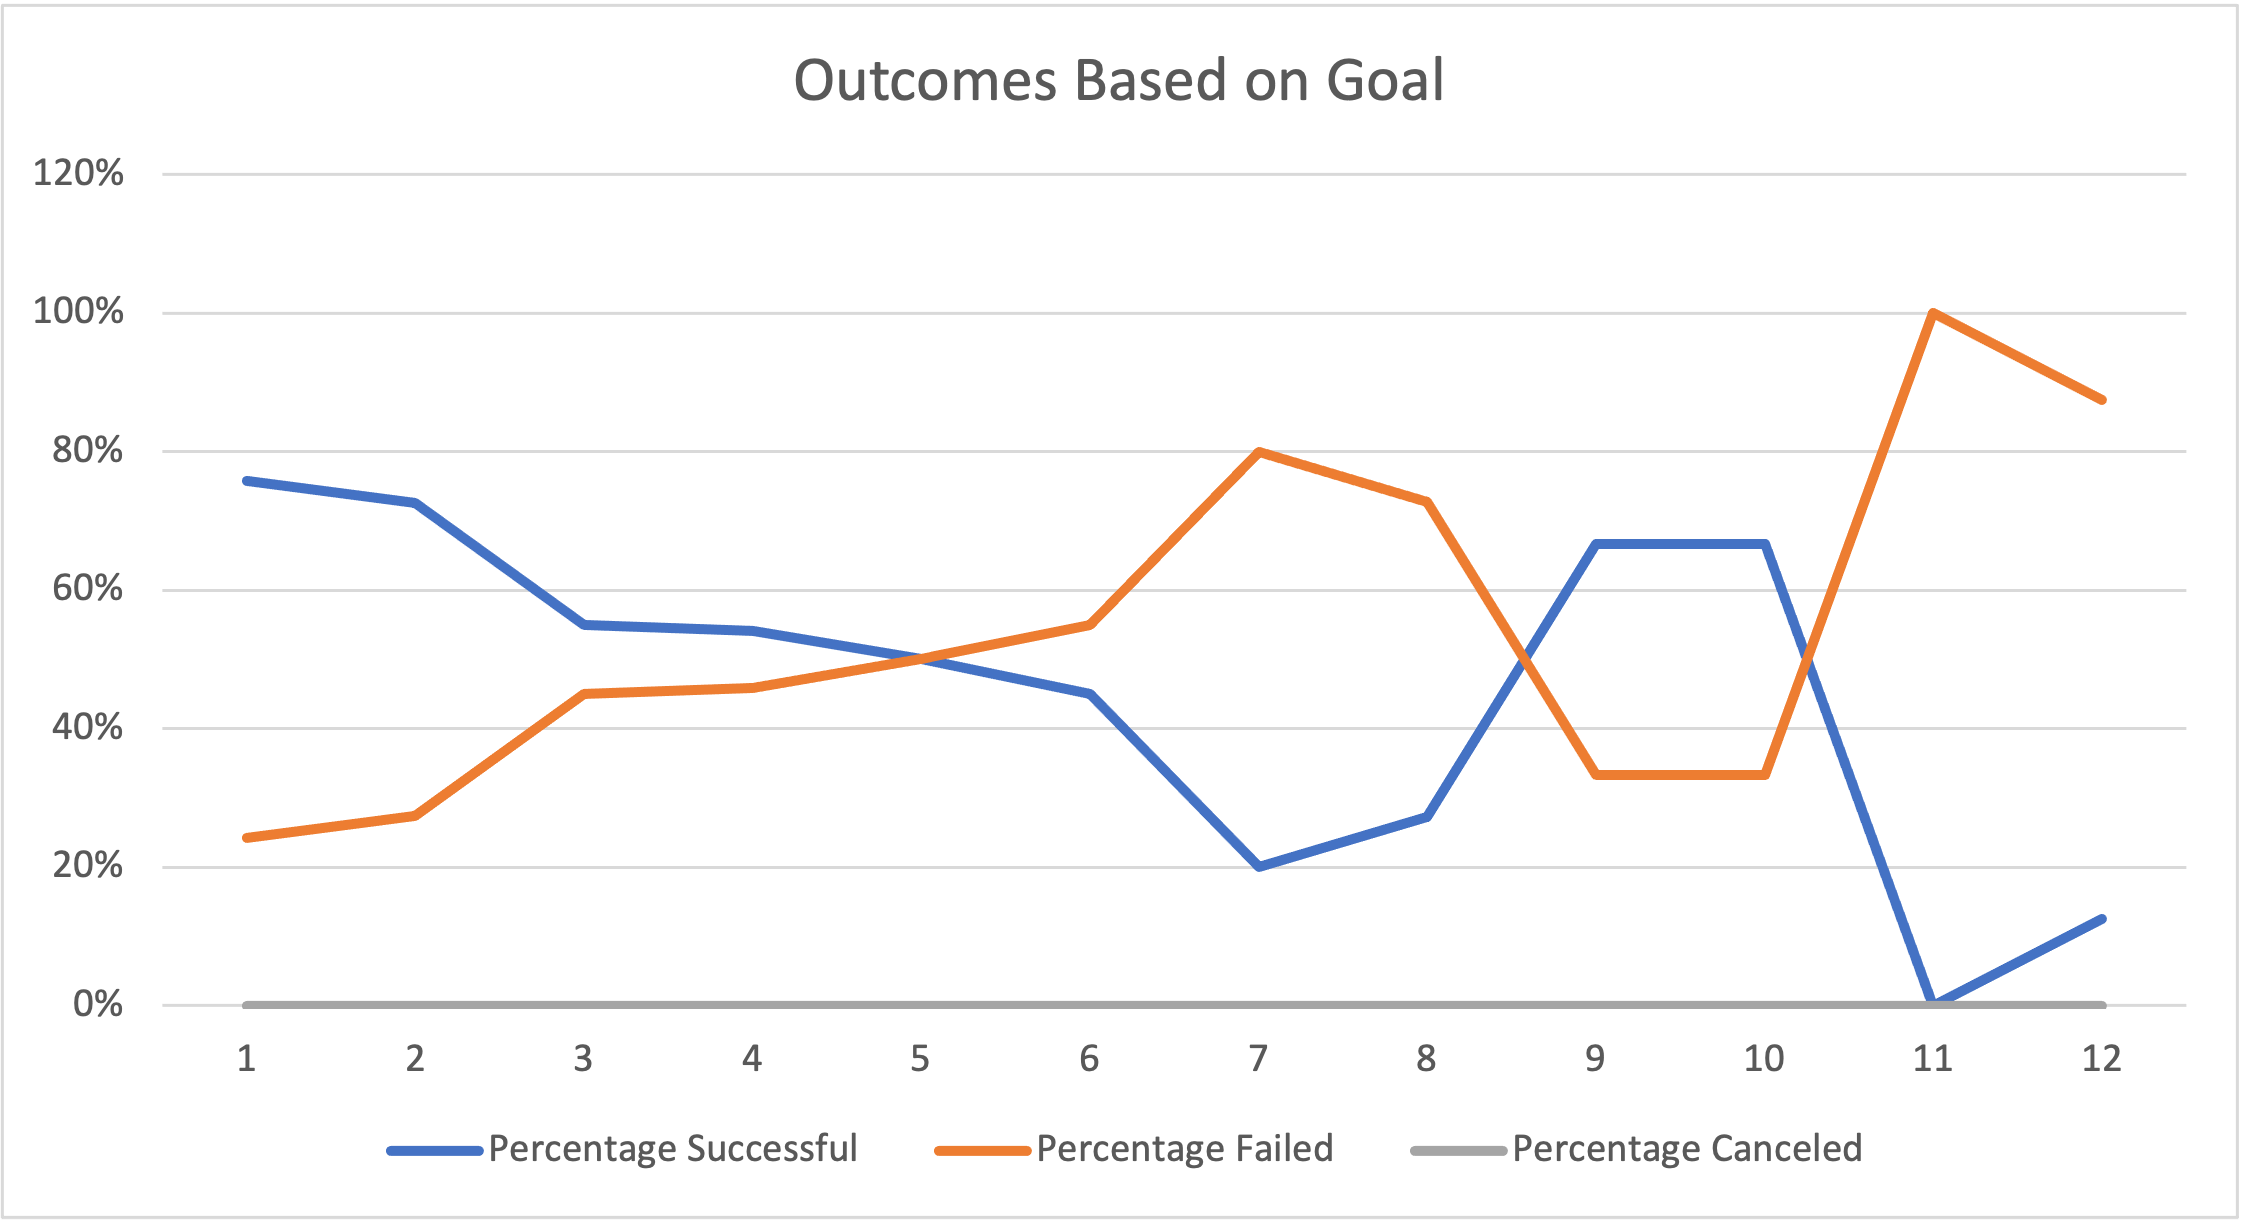 Outcomes Based on Goal
120%
100%
80%
60%
40%
20%
0%
1 2 3 4 5 6 7 8 9 10 11 12
Percentage Successful Percentage Failed Percentage Canceled